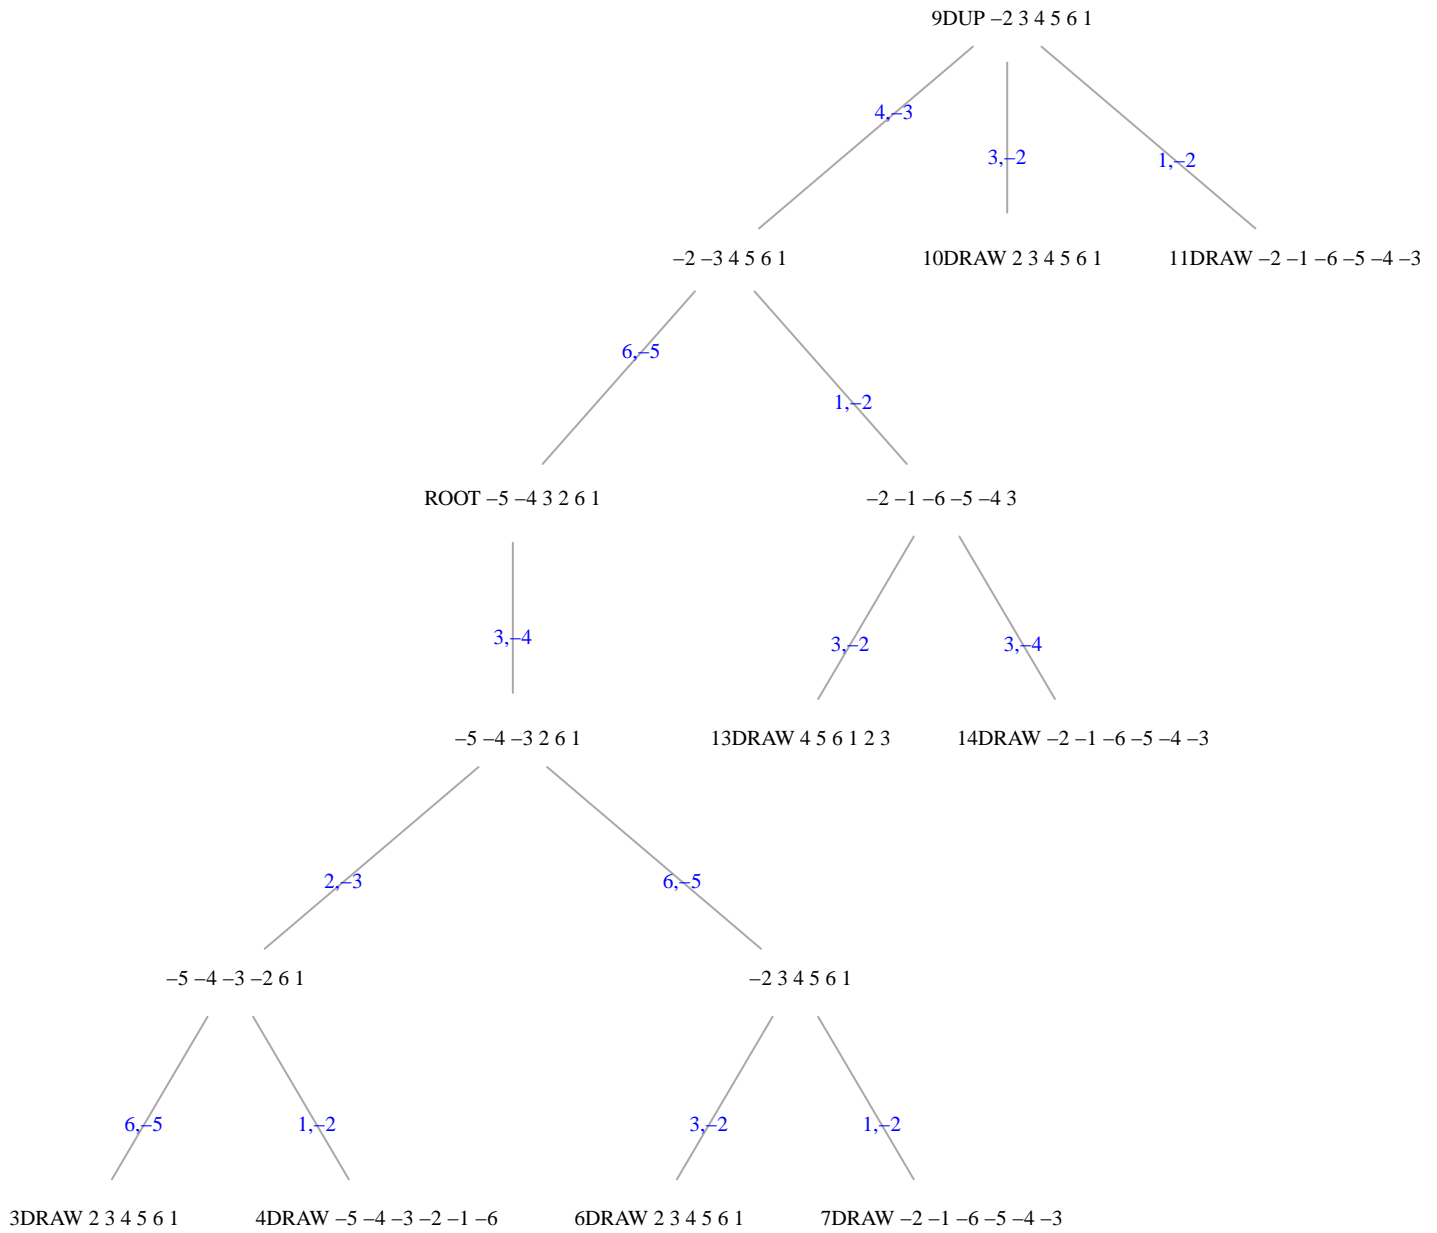 9DUP –2 3 4 5 6 1
4,–3
3,–2
1,–2
–2 –3 4 5 6 1
10DRAW 2 3 4 5 6 1
11DRAW –2 –1 –6 –5 –4 –3
6,–5
1,–2
ROOT –5 –4 3 2 6 1
–2 –1 –6 –5 –4 3
3,–4
3,–2
3,–4
–5 –4 –3 2 6 1
13DRAW 4 5 6 1 2 3
14DRAW –2 –1 –6 –5 –4 –3
2,–3
6,–5
–5 –4 –3 –2 6 1
–2 3 4 5 6 1
6,–5
1,–2
3,–2
1,–2
3DRAW 2 3 4 5 6 1
4DRAW –5 –4 –3 –2 –1 –6
6DRAW 2 3 4 5 6 1
7DRAW –2 –1 –6 –5 –4 –3